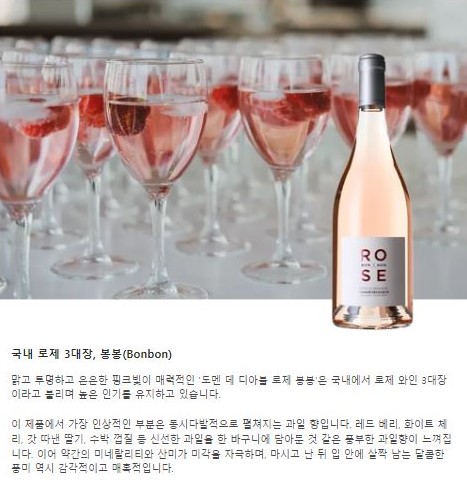 RO
BON & BON
SE
국내 로제 3대장, 봉봉(Bonbon)
맑고 투명하고 은은한 핑크빛이 매력적인 '도멘 데 디아블 로제 봉봉'은 국내에서 로제 와인 3대장
이라고 불리며 높은 인기를 유지하고 있습니다.
이 제품에서 가장 인상적인 부분은 동시다발적으로 펼쳐지는 과일 향입니다. 레드 베리, 화이트 체
리, 갓 따낸 딸기, 수박 껍질 등 신선한 과일을 한 바구니에 담아둔 것 같은 풍부한 과일향이 느껴집
니다. 이어 약간의 미네랄리티와 산미가 미각을 자극하며, 마시고 난 뒤 입 안에 살짝 남는 달콤한
풍미 역시 감각적이고 매혹적입니다.